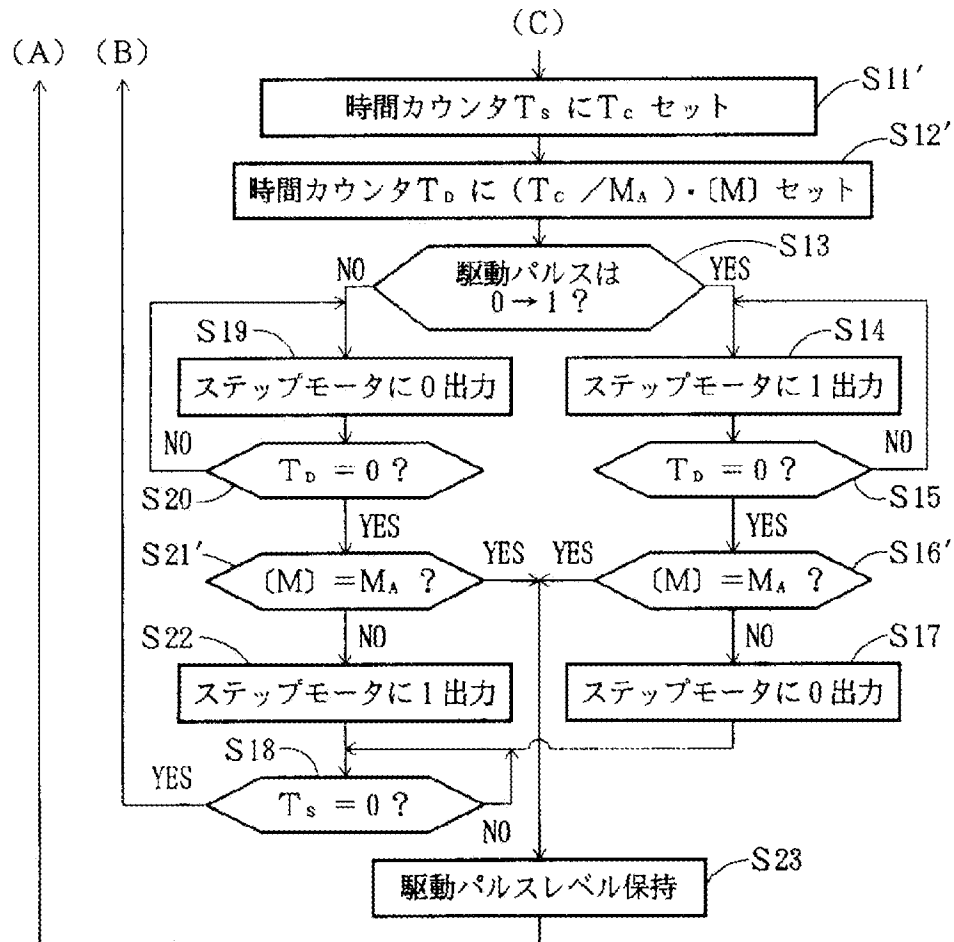 (A) (B)
(C)
S11′
時間カウンタTs にTc セット
S12′
時間カウンタTD に (Tc /MA )・〔M〕セット
S13
NO
駆動パルスは
0→1?
YES
S19
ステップモータに0出力
S14
ステップモータに1出力
NO
TD =0?
S20
TD =0?
NO
S15
YES
YES
S21′
〔M〕=MA ?
YES
YES
〔M〕=MA ?
S16′
NO
NO
S22
ステップモータに1出力
S17
ステップモータに0出力
S18
YES
Ts =0?
NO
S23
駆動パルスレベル保持